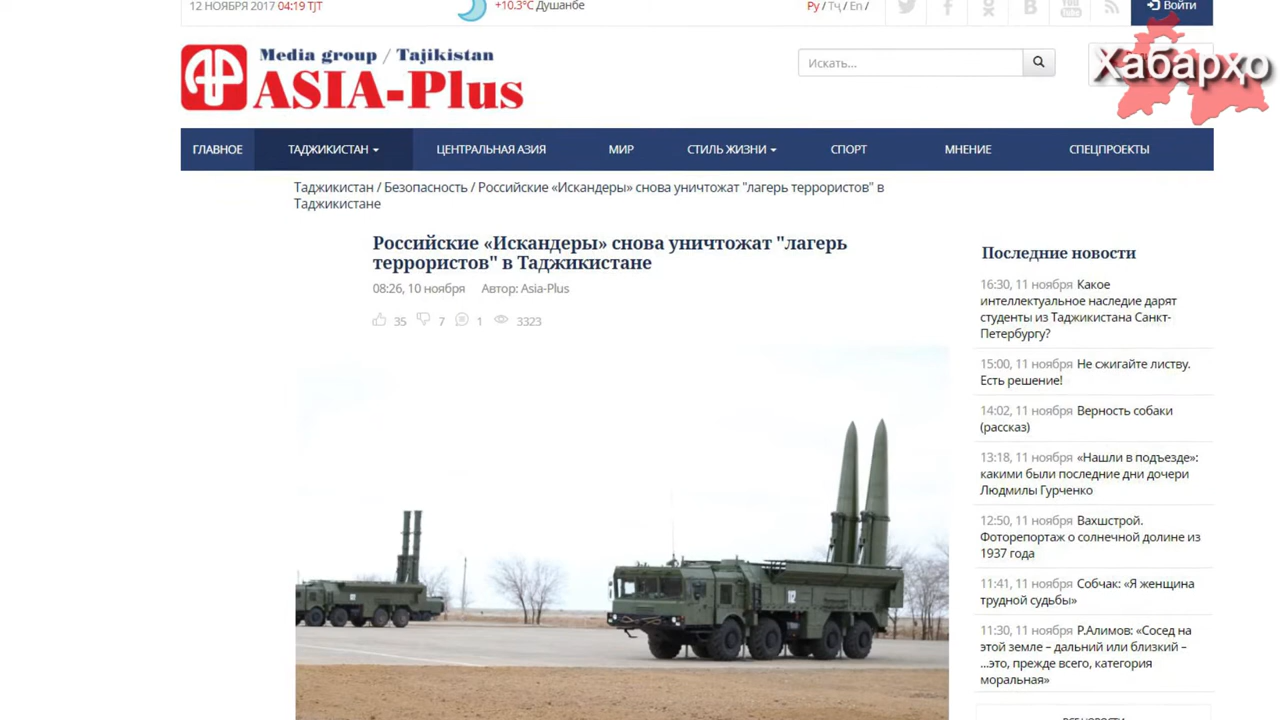 12 НОЯБРЯ 2017 04:19 TJT
+10.3°C Душанбе
Ру / Тҷ / En /
Войти
Media group / Tajikistan
ASIA-Plus
Искать...
Хабарҳо
ГЛАВНОЕ ТАДЖИКИСТАН ЦЕНТРАЛЬНАЯ АЗИЯ МИР СТИЛЬ ЖИЗНИ СПОРТ МНЕНИЕ СПЕЦПРОЕКТЫ
Таджикистан / Безопасность / Российские «Искандеры» снова уничтожат "лагерь террористов" в
Таджикистане
Российские «Искандеры» снова уничтожат "лагерь
террористов" в Таджикистане
08:26, 10 ноября Автор: Asia-Plus
35 7 1 3323
Последние новости
16:30, 11 ноября Какое
интеллектуальное наследие дарят
студенты из Таджикистана Санкт-
Петербургу?
15:00, 11 ноября Не сжигайте листву.
Есть решение!
14:02, 11 ноября Верность собаки
(рассказ)
13:18, 11 ноября «Нашли в подъезде»:
какими были последние дни дочери
Людмилы Гурченко
12:50, 11 ноября Вахшстрой.
Фоторепортаж о солнечной долине из
1937 года
11:41, 11 ноября Собчак: «Я женщина
трудной судьбы»
11:30, 11 ноября Р.Алимов: «Сосед на
этой земле – дальний или близкий –
...это, прежде всего, категория
моральная»